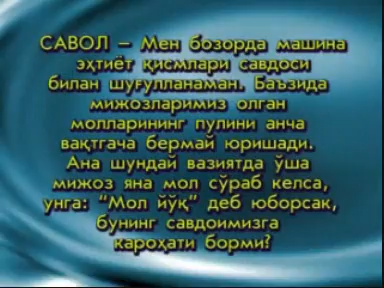 САВОЛ – Мен бозорда машина
эҳтиёт қисмлари савдоси
билан шуғулланаман. Баъзида
мижозларимиз олган
молларининг пулини анча
вақтгача бермай юришади.
Ана шундай вазиятда ўша
мижоз яна мол сўраб келса,
унга: “Мол йўқ” деб юборсак,
бунинг савдоимизга
кароҳати борми?